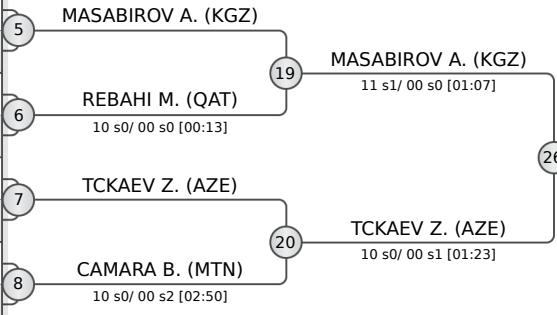 MASABIROV A. (KGZ)
5
19
MASABIROV A. (KGZ)
11 s1/ 00 s0 [01:07]
REBAHI M. (QAT)
6
10 s0/ 00 s0 [00:13]
26
TCKAEV Z. (AZE)
7
20
TCKAEV Z. (AZE)
10 s0/ 00 s1 [01:23]
CAMARA B. (MTN)
8
10 s0/ 00 s2 [02:50]